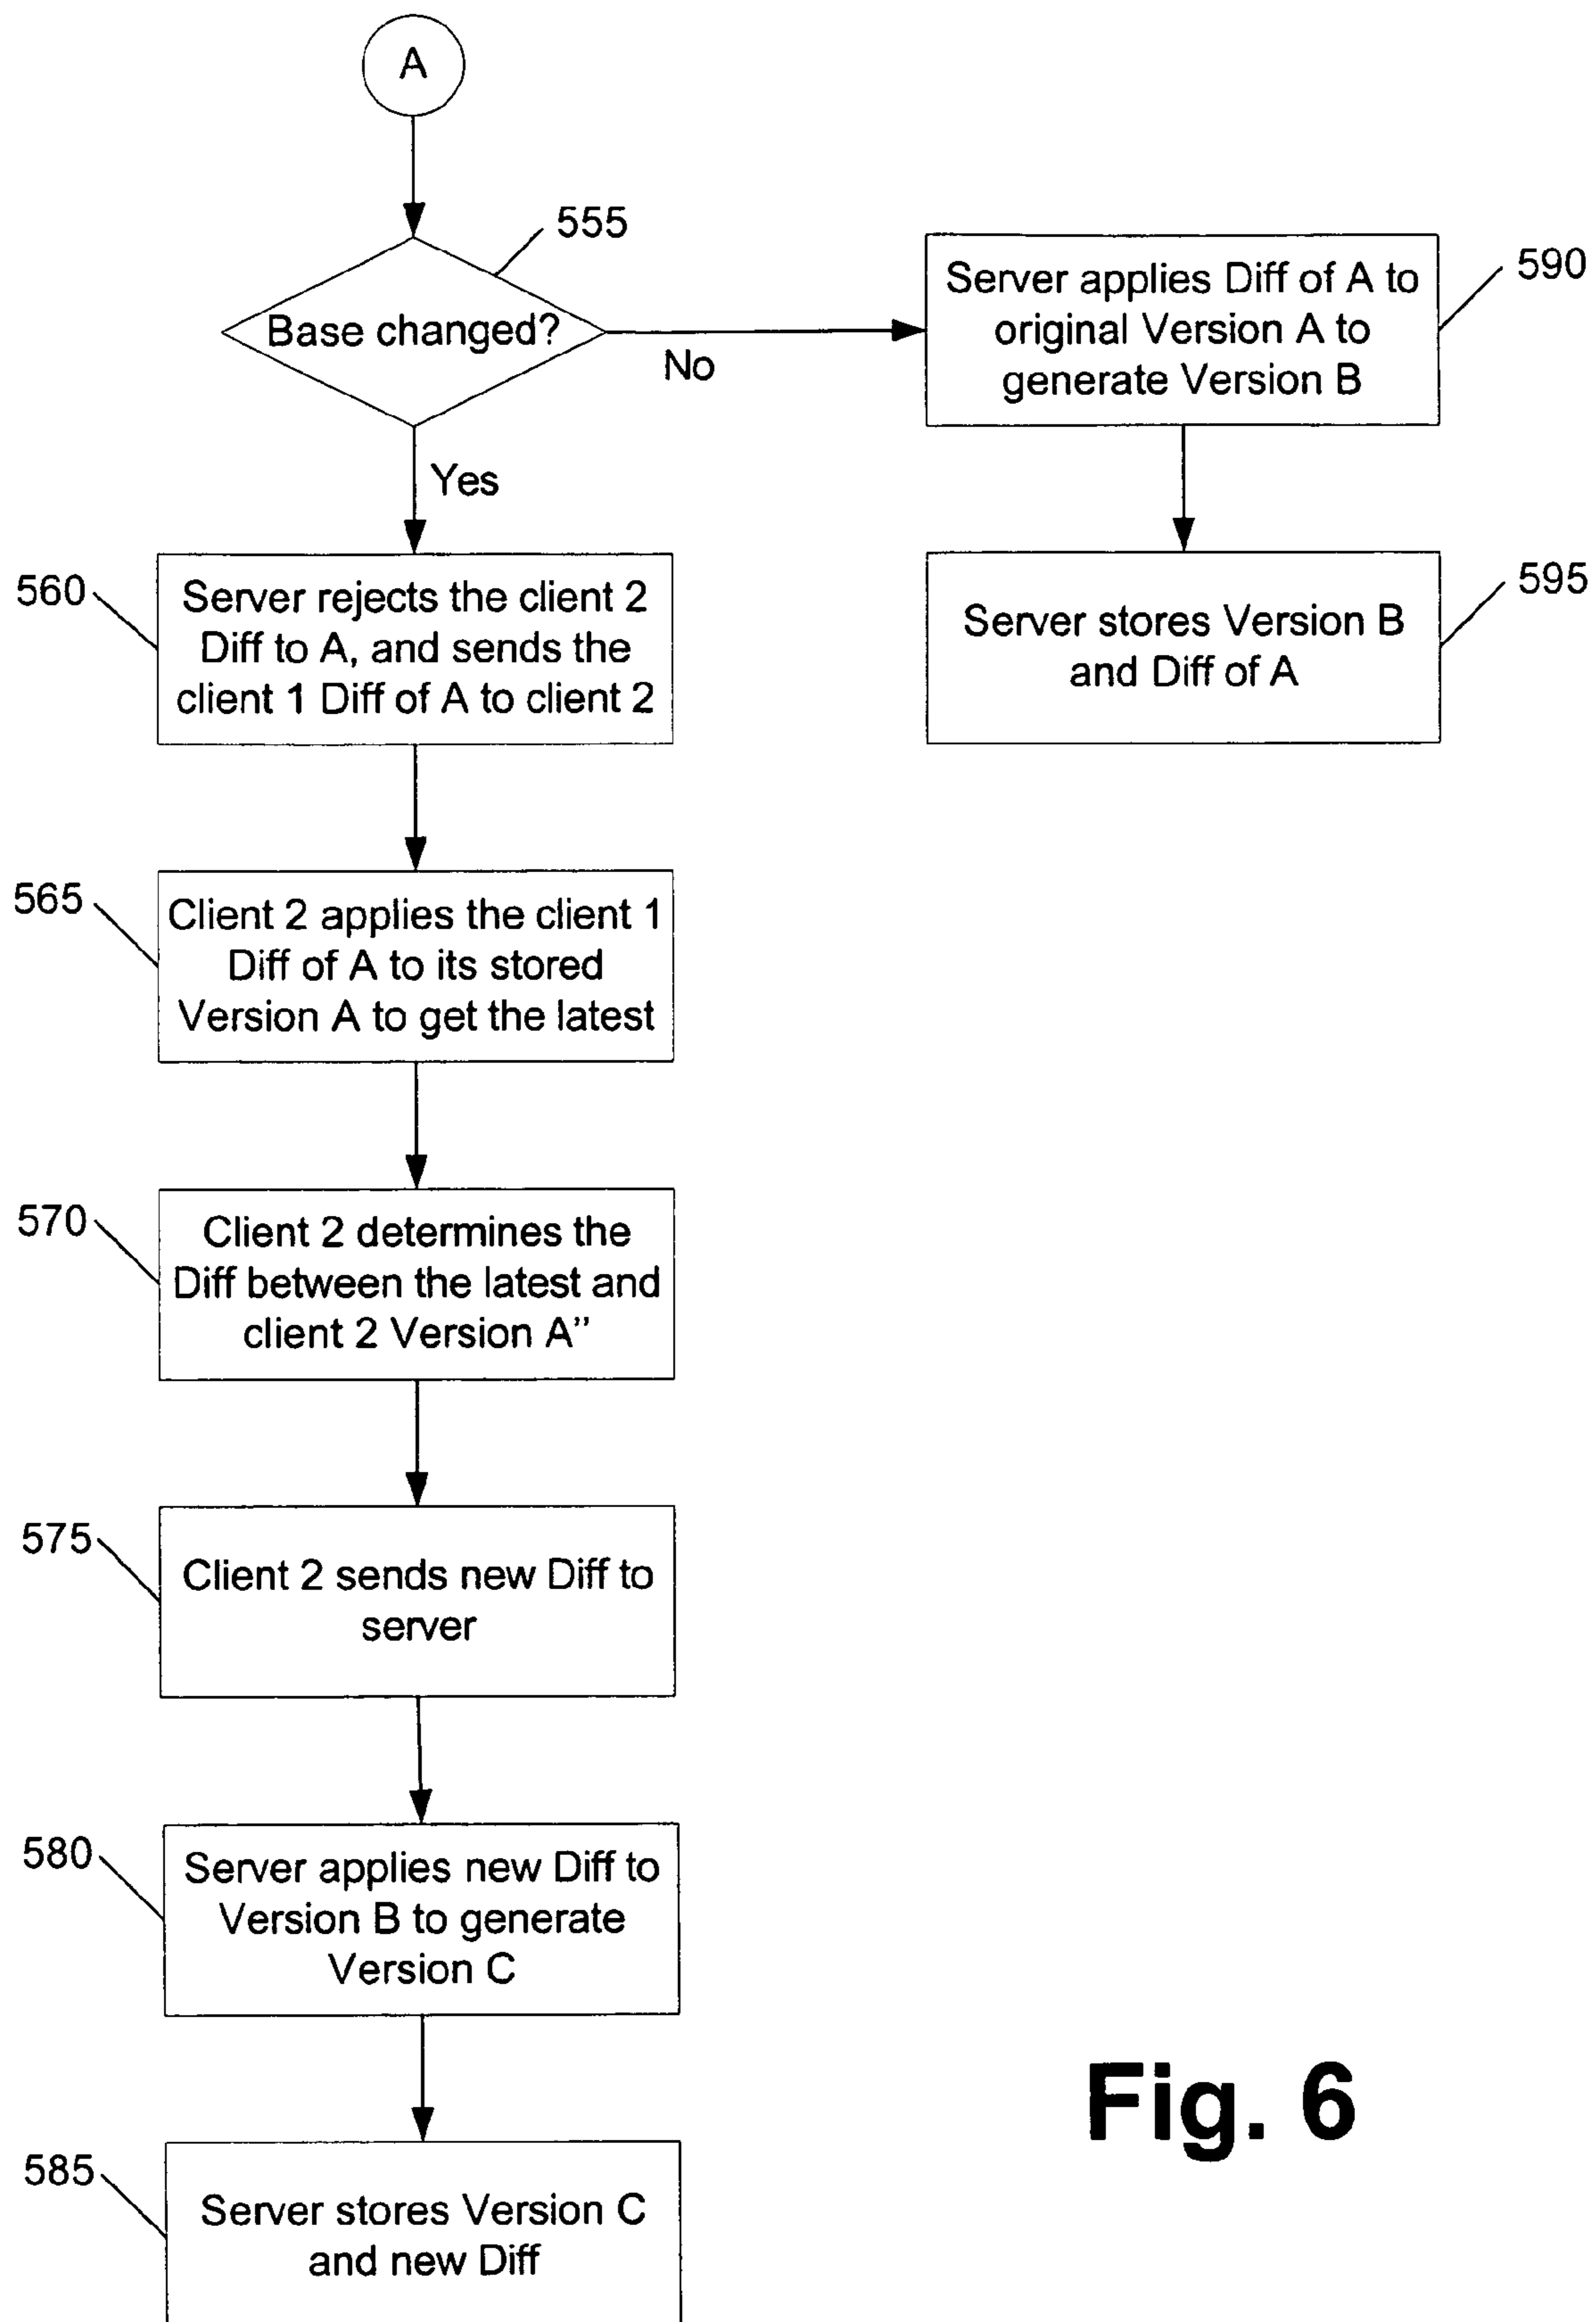 A
555
Base changed?
No
Yes
590
Server applies Diff of A to
original Version A to
generate Version B
595
Server stores Version B
and Diff of A
560
Server rejects the client 2
Diff to A, and sends the
client 1 Diff of A to client 2
565
Client 2 applies the client 1
Diff of A to its stored
Version A to get the latest
570
Client 2 determines the
Diff between the latest and
client 2 Version A”
575
Client 2 sends new Diff to
server
580
Server applies new Diff to
Version B to generate
Version C
585
Server stores Version C
and new Diff
Fig. 6